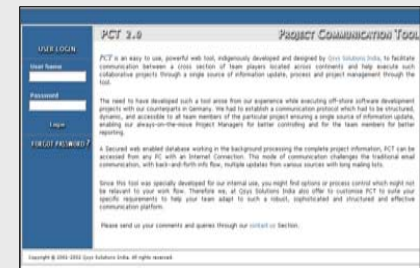 PCT 2.0
PROJECT COMMUNICATION TOOL
USER LOGIN
User Name
Password
Login
FORGOT PASSWORD ?
PCT is an easy to use, powerful web tool, indigenously developed and designed by Qsys Solutions India, to facilitate
communication between a cross section of team players located across continents and help execute such
collaborative projects through a single source of information update, process and project management through the
tool.
The need to have developed such a tool arose from our experience while executing off-shore software development
projects with our counterparts in Germany. We had to establish a communication protocol which had to be structured,
dynamic, and accessible to all team members of the particular project ensuring a single source of information update,
enabling our always-on-the-move Project Managers for better controlling and for the team members for better
reporting.
A Secured web enabled database working in the background processing the complete project information, PCT can be
accessed from any PC with an Internet Connection. This mode of communication challenges the traditional email
communication, with back-and-forth info flow, multiple updates from various sources with long mailing lists.
Since this tool was specially developed for our internal use, you might find options or process control which might not
be relavant to your work flow. Therefore we, at Qsys Solutions India also offer to customise PCT to suite your
specific requirements to help your team adapt to such a robust, sophisticated and structured and effective
communication platform.
Please send us your comments and queries through our contact us Section.
Copyright © 2001-2002 Qsys Solutions India. All rights reserved.